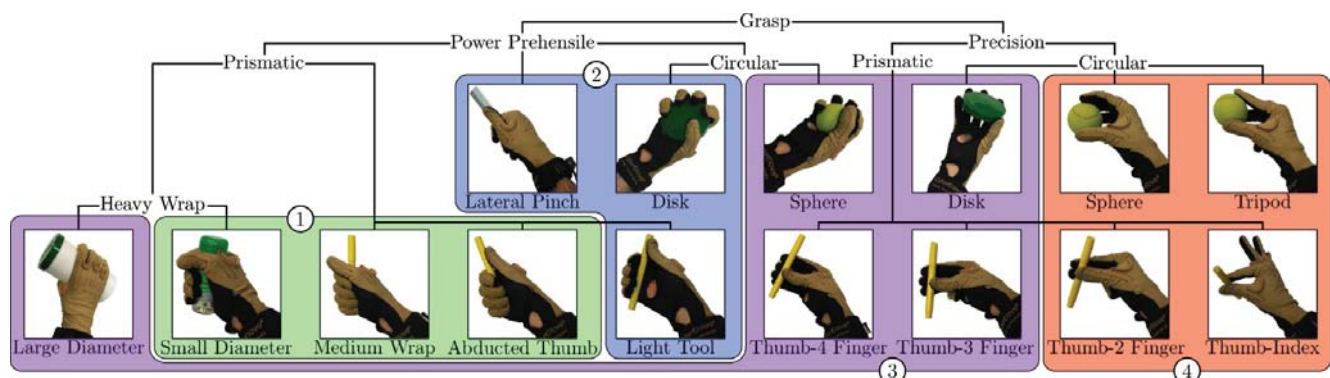 Grasp
Power Prehensile
Precision
Prismatic
Circular
Prismatic
Circular
2
Lateral Pinch
Disk
Sphere
Disk
Sphere
Tripod
Heavy Wrap
1
Large Diameter
Small Diameter
Medium Wrap
Abducted Thumb
Light Tool
Thumb-4 Finger
Thumb-3 Finger
Thumb-2 Finger
Thumb-Index
3
4